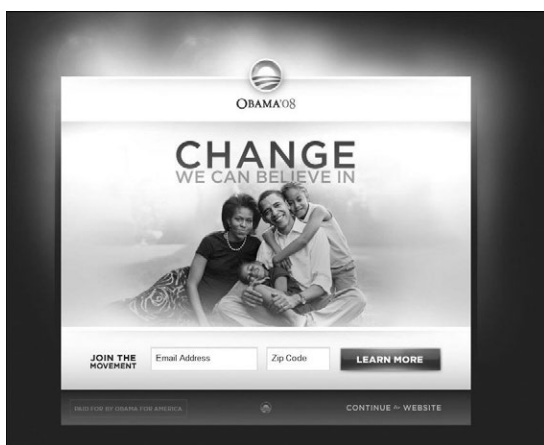 OBAMA'08
CHANGE
WE CAN BELIEVE IN
JOIN THE
MOVEMENT
Email Address
Zip Code
LEARN MORE
PAID FOR BY OBAMA FOR AMERICA
CONTINUE to WEBSITE